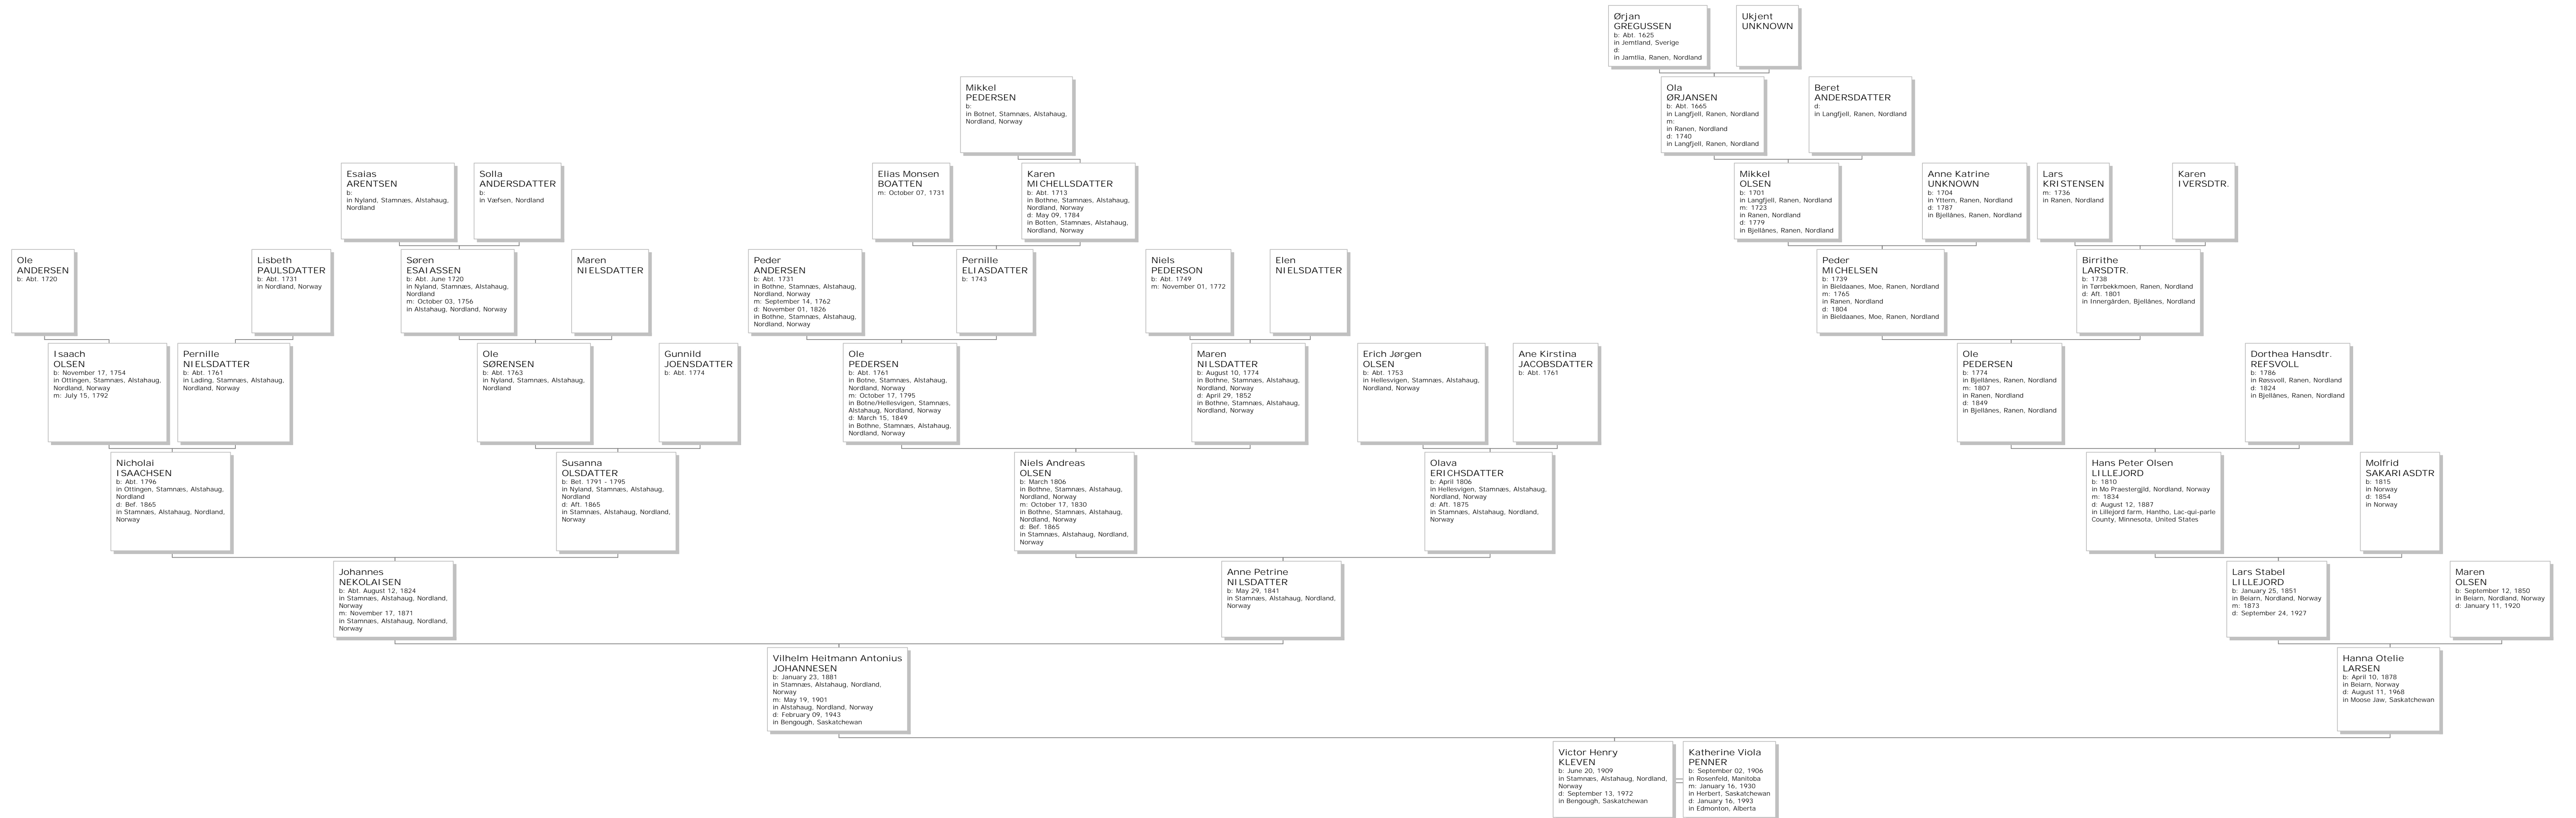 Ørjan
GREGUSSEN
b: Abt. 1625
in Jemtland, Sverige
d:
in Jamtlia, Ranen, Nordland
Ukjent
UNKNOWN
Mikkel
PEDERSEN
b:
in Botnet, Stamnæs, Alstahaug,
Nordland, Norway
Ola
ØRJANSEN
b: Abt. 1665
in Langfjell, Ranen, Nordland
m:
in Ranen, Nordland
d: 1740
in Langfjell, Ranen, Nordland
Beret
ANDERSDATTER
d:
in Langfjell, Ranen, Nordland
Esaias
ARENTSEN
b:
in Nyland, Stamnæs, Alstahaug,
Nordland
Solla
ANDERSDATTER
b:
in Væfsen, Nordland
Elias Monsen
BOATTEN
m: October 07, 1731
Karen
MICHELLSDATTER
b: Abt. 1713
in Bothne, Stamnæs, Alstahaug,
Nordland, Norway
d: May 09, 1784
in Botten, Stamnæs, Alstahaug,
Nordland, Norway
Mikkel
OLSEN
b: 1701
in Langfjell, Ranen, Nordland
m: 1723
in Ranen, Nordland
d: 1779
in Bjellånes, Ranen, Nordland
Anne Katrine
UNKNOWN
b: 1704
in Yttern, Ranen, Nordland
d: 1787
in Bjellånes, Ranen, Nordland
Lars
KRISTENSEN
m: 1736
in Ranen, Nordland
Karen
IVERSDTR.
Ole
ANDERSEN
b: Abt. 1720
Lisbeth
PAULSDATTER
b: Abt. 1731
in Nordland, Norway
Søren
ESAIASSEN
b: Abt. June 1720
in Nyland, Stamnæs, Alstahaug,
Nordland
m: October 03, 1756
in Alstahaug, Nordland, Norway
Maren
NIELSDATTER
Peder
ANDERSEN
b: Abt. 1731
in Bothne, Stamnæs, Alstahaug,
Nordland, Norway
m: September 14, 1762
d: November 01, 1826
in Bothne, Stamnæs, Alstahaug,
Nordland, Norway
Pernille
ELIASDATTER
b: 1743
Niels
PEDERSON
b: Abt. 1749
m: November 01, 1772
Elen
NIELSDATTER
Peder
MICHELSEN
b: 1739
in Bieldaanes, Moe, Ranen, Nordland
m: 1765
in Ranen, Nordland
d: 1804
in Bieldaanes, Moe, Ranen, Nordland
Birrithe
LARSDTR.
b: 1738
in Tørrbekkmoen, Ranen, Nordland
d: Aft. 1801
in Innergården, Bjellånes, Nordland
Isaach
OLSEN
b: November 17, 1754
in Ottingen, Stamnæs, Alstahaug,
Nordland, Norway
m: July 15, 1792
Pernille
NIELSDATTER
b: Abt. 1761
in Lading, Stamnæs, Alstahaug,
Nordland, Norway
Ole
SØRENSEN
b: Abt. 1763
in Nyland, Stamnæs, Alstahaug,
Nordland
Gunnild
JOENSDATTER
b: Abt. 1774
Ole
PEDERSEN
b: Abt. 1761
in Botne, Stamnæs, Alstahaug,
Nordland, Norway
m: October 17, 1795
in Botne/Hellesvigen, Stamnæs,
Alstahaug, Nordland, Norway
d: March 15, 1849
in Bothne, Stamnæs, Alstahaug,
Nordland, Norway
Maren
NILSDATTER
b: August 10, 1774
in Bothne, Stamnæs, Alstahaug,
Nordland, Norway
d: April 29, 1852
in Bothne, Stamnæs, Alstahaug,
Nordland, Norway
Erich Jørgen
OLSEN
b: Abt. 1753
in Hellesvigen, Stamnæs, Alstahaug,
Nordland, Norway
Ane Kirstina
JACOBSDATTER
b: Abt. 1761
Ole
PEDERSEN
b: 1774
in Bjellånes, Ranen, Nordland
m: 1807
in Ranen, Nordland
d: 1849
in Bjellånes, Ranen, Nordland
Dorthea Hansdtr.
REFSVOLL
b: 1786
in Røssvoll, Ranen, Nordland
d: 1824
in Bjellånes, Ranen, Nordland
Nicholai
ISAACHSEN
b: Abt. 1796
in Ottingen, Stamnæs, Alstahaug,
Nordland
d: Bef. 1865
in Stamnæs, Alstahaug, Nordland,
Norway
Susanna
OLSDATTER
b: Bet. 1791 - 1795
in Nyland, Stamnæs, Alstahaug,
Nordland
d: Aft. 1865
in Stamnæs, Alstahaug, Nordland,
Norway
Niels Andreas
OLSEN
b: March 1806
in Bothne, Stamnæs, Alstahaug,
Nordland, Norway
m: October 17, 1830
in Bothne, Stamnæs, Alstahaug,
Nordland, Norway
d: Bef. 1865
in Stamnæs, Alstahaug, Nordland,
Norway
Olava
ERICHSDATTER
b: April 1806
in Hellesvigen, Stamnæs, Alstahaug,
Nordland, Norway
d: Aft. 1875
in Stamnæs, Alstahaug, Nordland,
Norway
Hans Peter Olsen
LILLEJORD
b: 1810
in Mo Praestergjld, Nordland, Norway
m: 1834
d: August 12, 1887
in Lillejord farm, Hantho, Lac-qui-parle
County, Minnesota, United States
Molfrid
SAKARIASDTR
b: 1815
in Norway
d: 1854
in Norway
Johannes
NEKOLAISEN
b: Abt. August 12, 1824
in Stamnæs, Alstahaug, Nordland,
Norway
m: November 17, 1871
in Stamnæs, Alstahaug, Nordland,
Norway
Anne Petrine
NILSDATTER
b: May 29, 1841
in Stamnæs, Alstahaug, Nordland,
Norway
Lars Stabel
LILLEJORD
b: January 25, 1851
in Beiarn, Nordland, Norway
m: 1873
d: September 24, 1927
Maren
OLSEN
b: September 12, 1850
in Beiarn, Nordland, Norway
d: January 11, 1920
Vilhelm Heitmann Antonius
JOHANNESEN
b: January 23, 1881
in Stamnæs, Alstahaug, Nordland,
Norway
m: May 19, 1901
in Alstahaug, Nordland, Norway
d: February 09, 1943
in Bengough, Saskatchewan
Hanna Otelie
LARSEN
b: April 10, 1878
in Beiarn, Norway
d: August 11, 1968
in Moose Jaw, Saskatchewan
Victor Henry
KLEVEN
b: June 20, 1909
in Stamnæs, Alstahaug, Nordland,
Norway
d: September 13, 1972
in Bengough, Saskatchewan
Katherine Viola
PENNER
b: September 02, 1906
in Rosenfeld, Manitoba
m: January 16, 1930
in Herbert, Saskatchewan
d: January 16, 1993
in Edmonton, Alberta